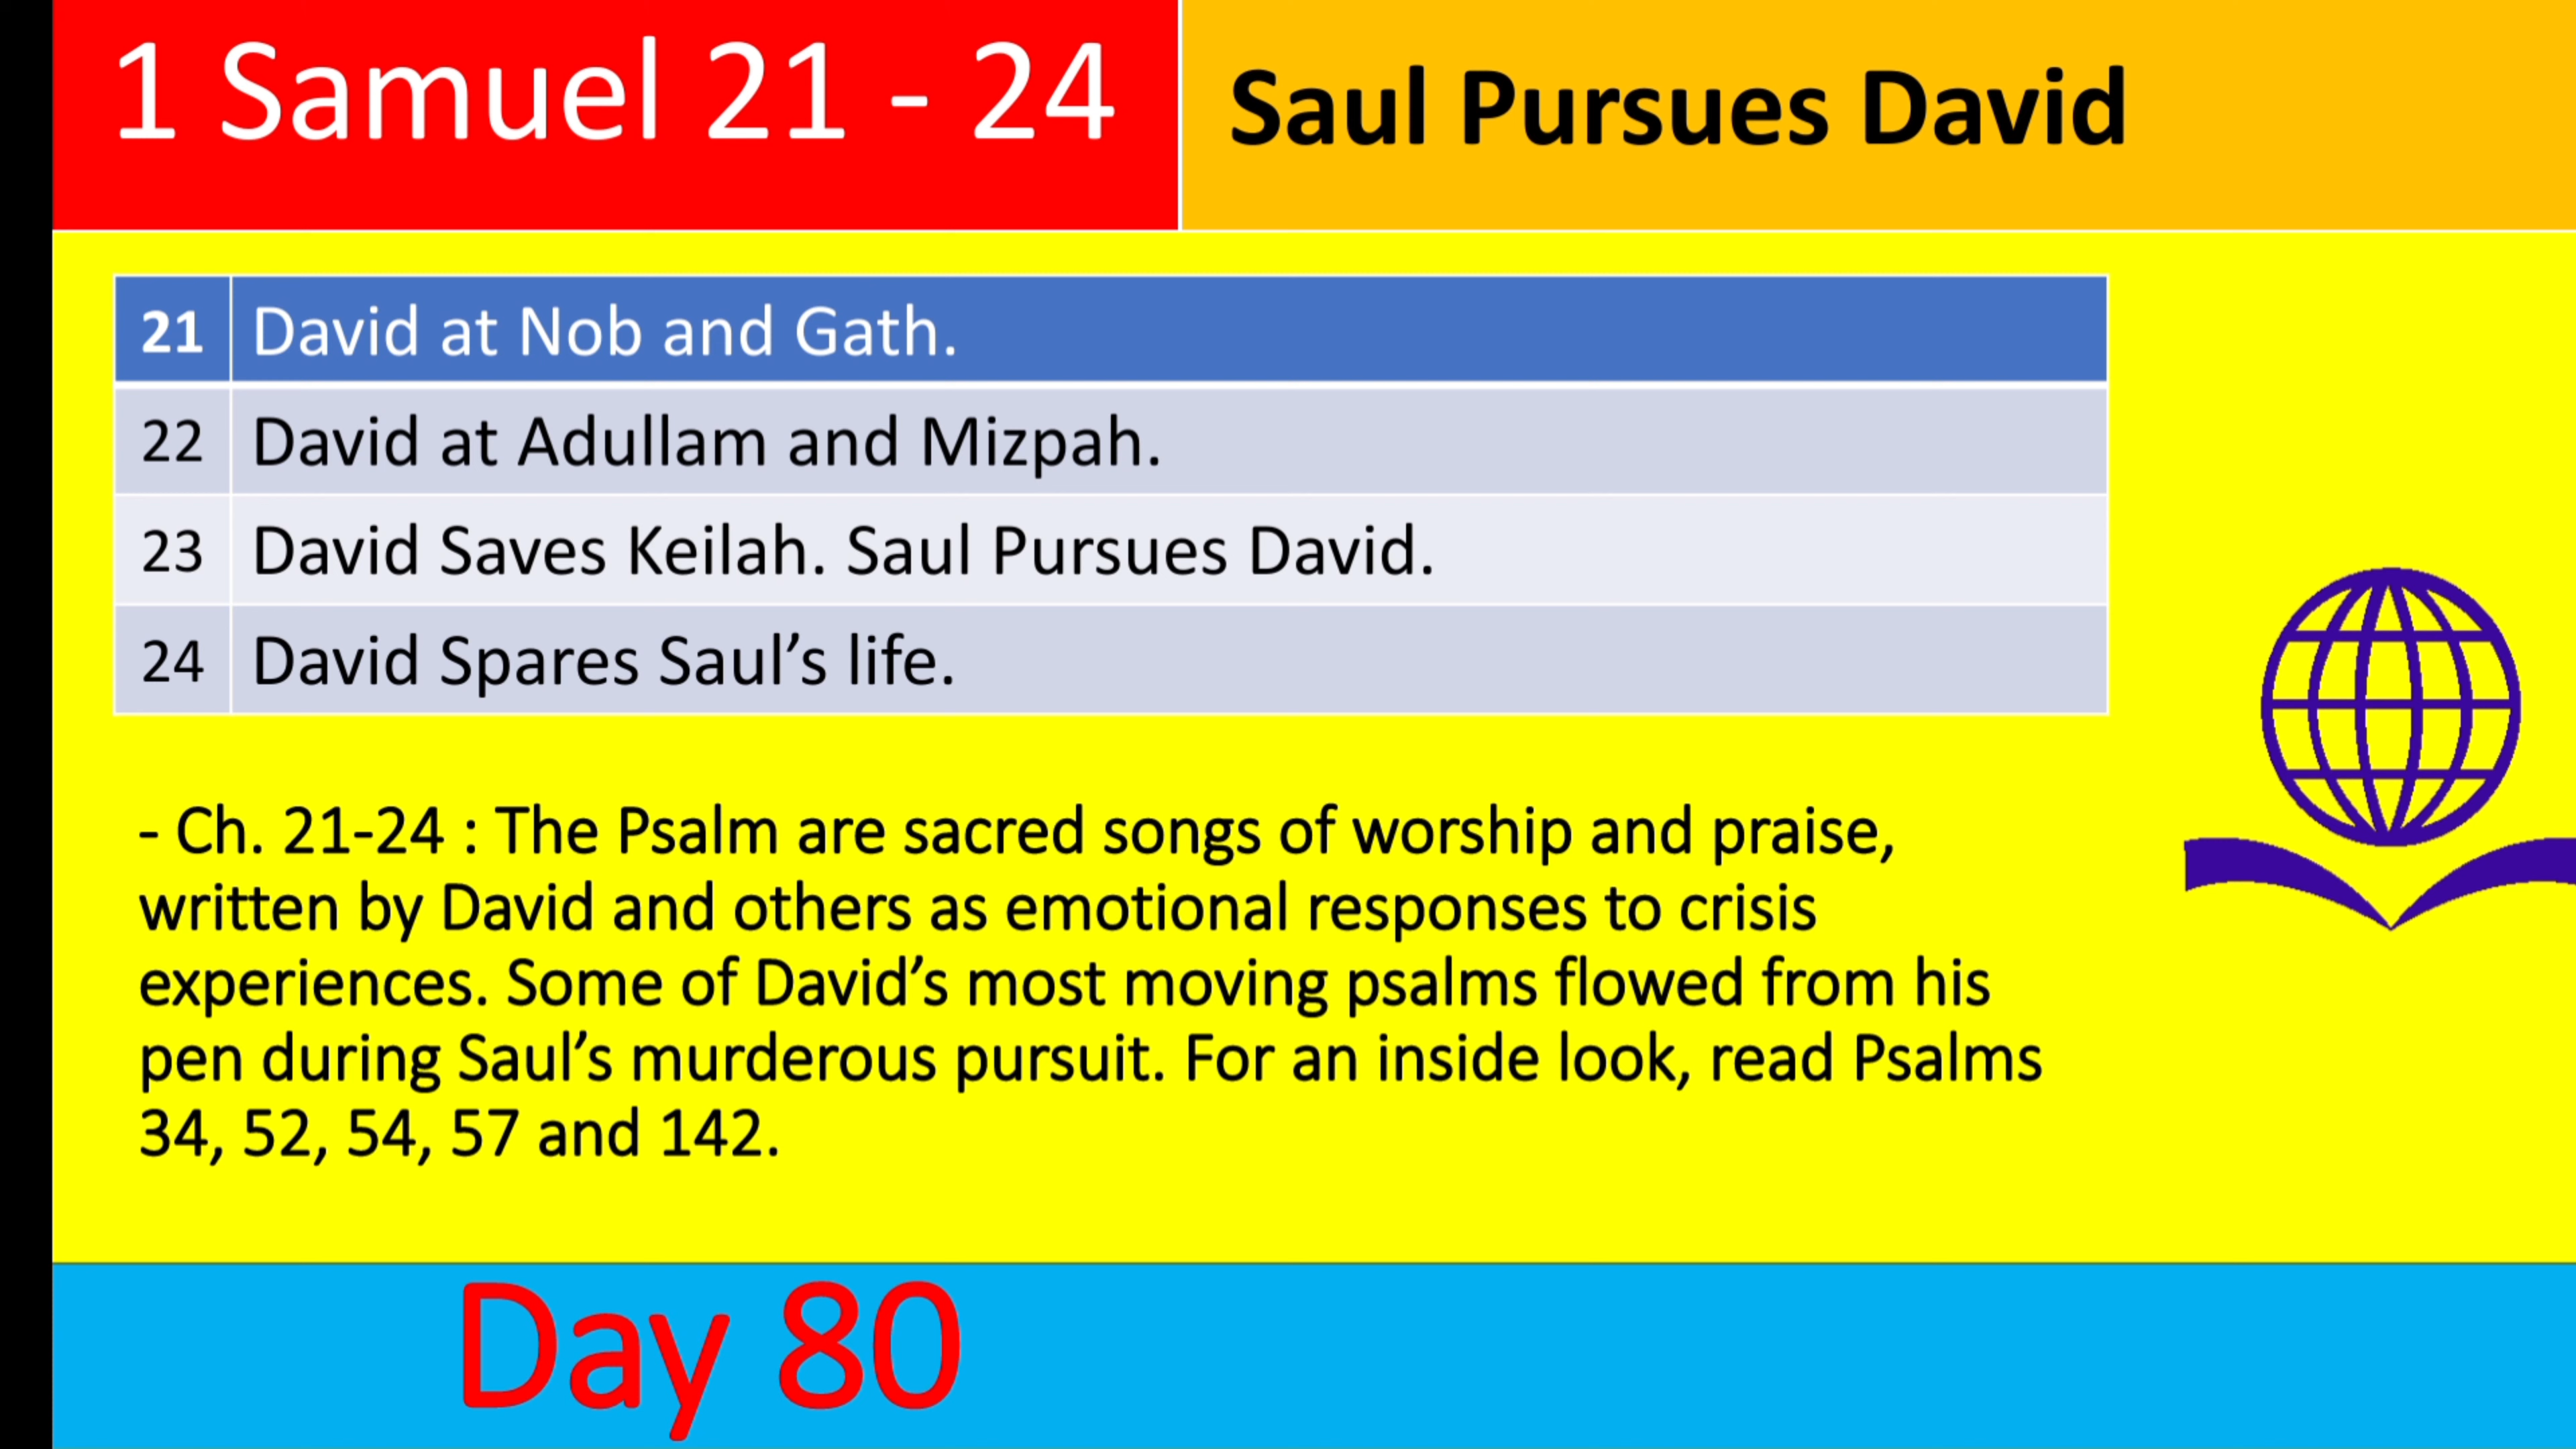 1 Samuel 21 - 24
Saul Pursues David
21 David at Nob and Gath.
22 David at Adullam and Mizpah.
23 David Saves Keilah. Saul Pursues David.
24 David Spares Saul’s life.
- Ch. 21-24 : The Psalm are sacred songs of worship and praise,
written by David and others as emotional responses to crisis
experiences. Some of David’s most moving psalms flowed from his
pen during Saul’s murderous pursuit. For an inside look, read Psalms
34, 52, 54, 57 and 142.
Day 80